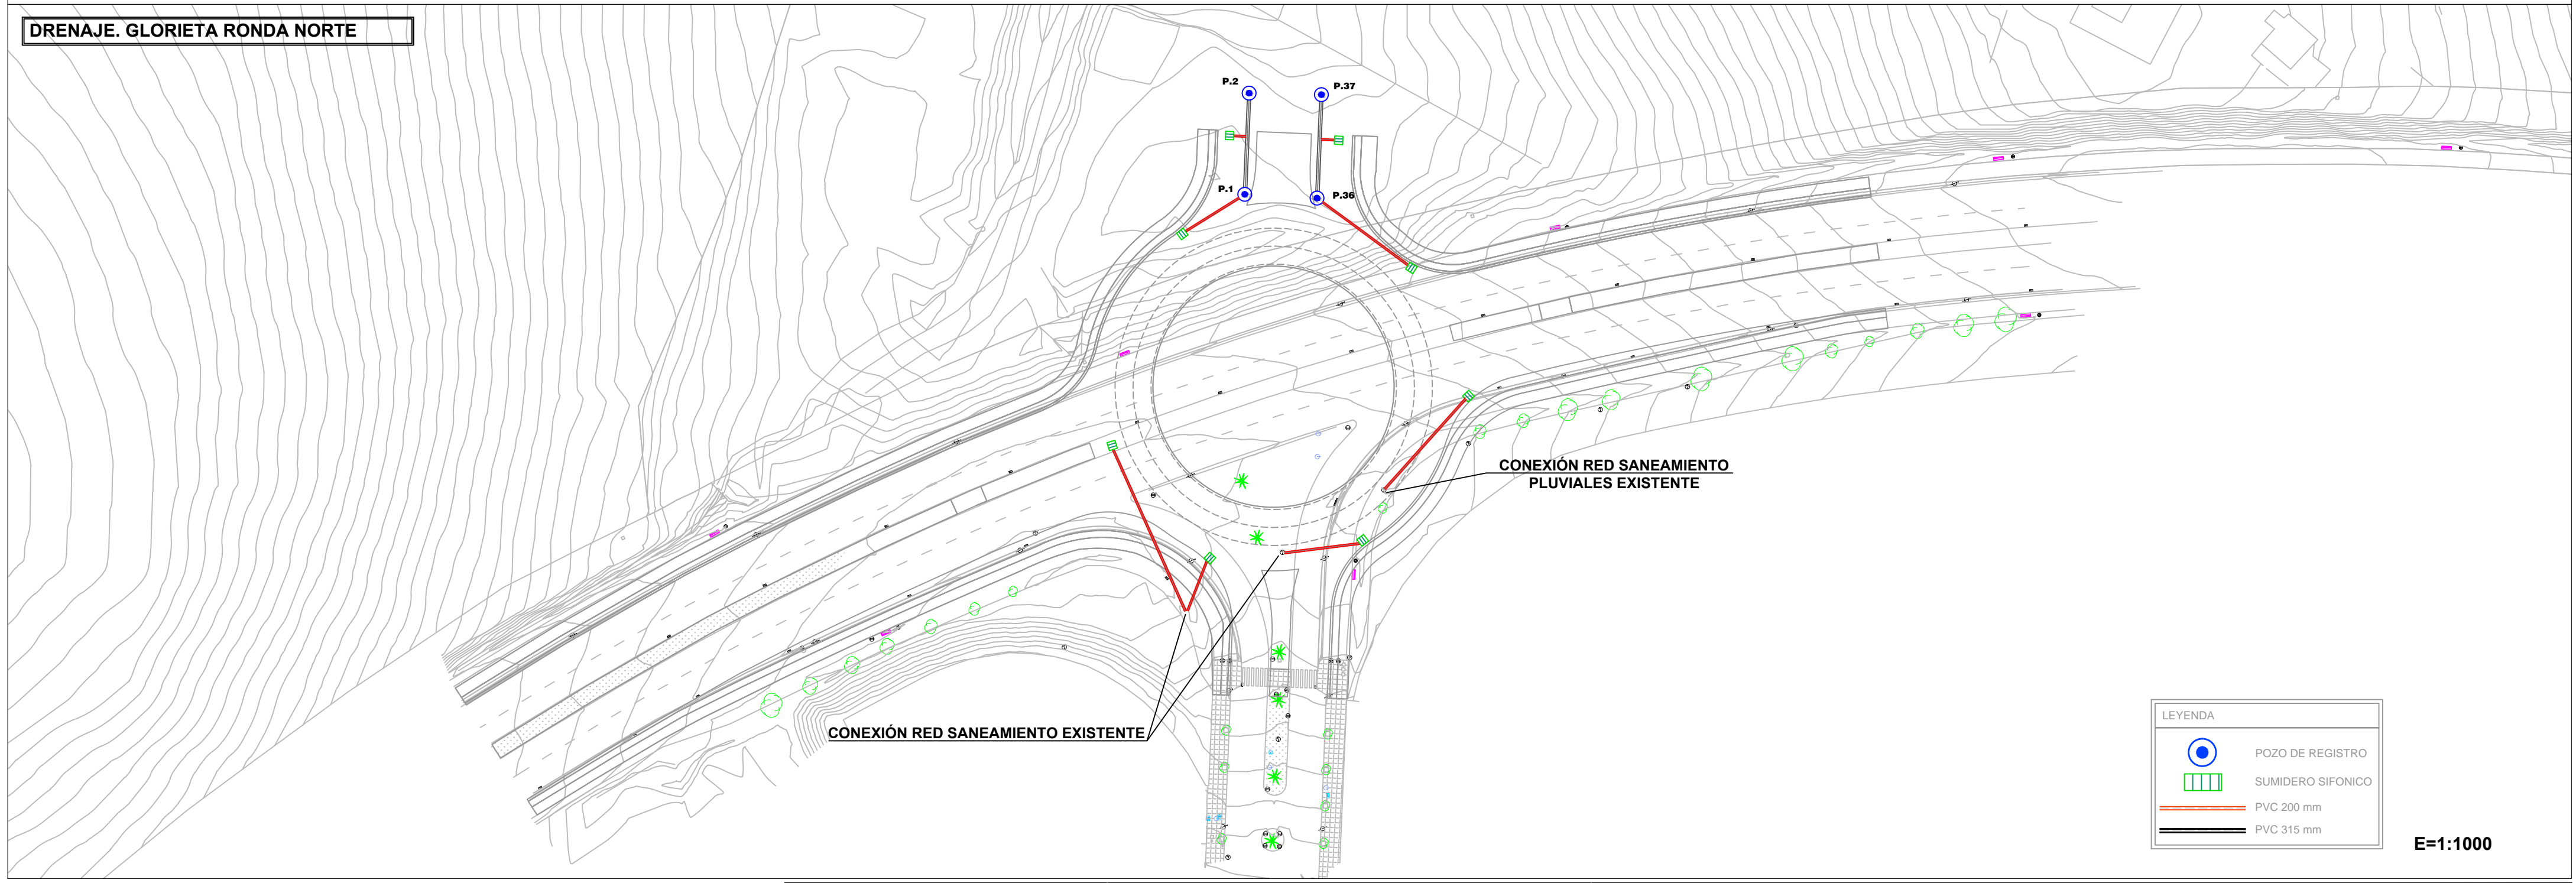 DRENAJE. GLORIETA RONDA NORTE
P.2
P.37
P.1
P.36
CONEXIÓN RED SANEAMIENTO
PLUVIALES EXISTENTE
CONEXIÓN RED SANEAMIENTO EXISTENTE
LEYENDA
POZO DE REGISTRO
SUMIDERO SIFONICO
PVC 200 mm
PVC 315 mm
E=1:1000